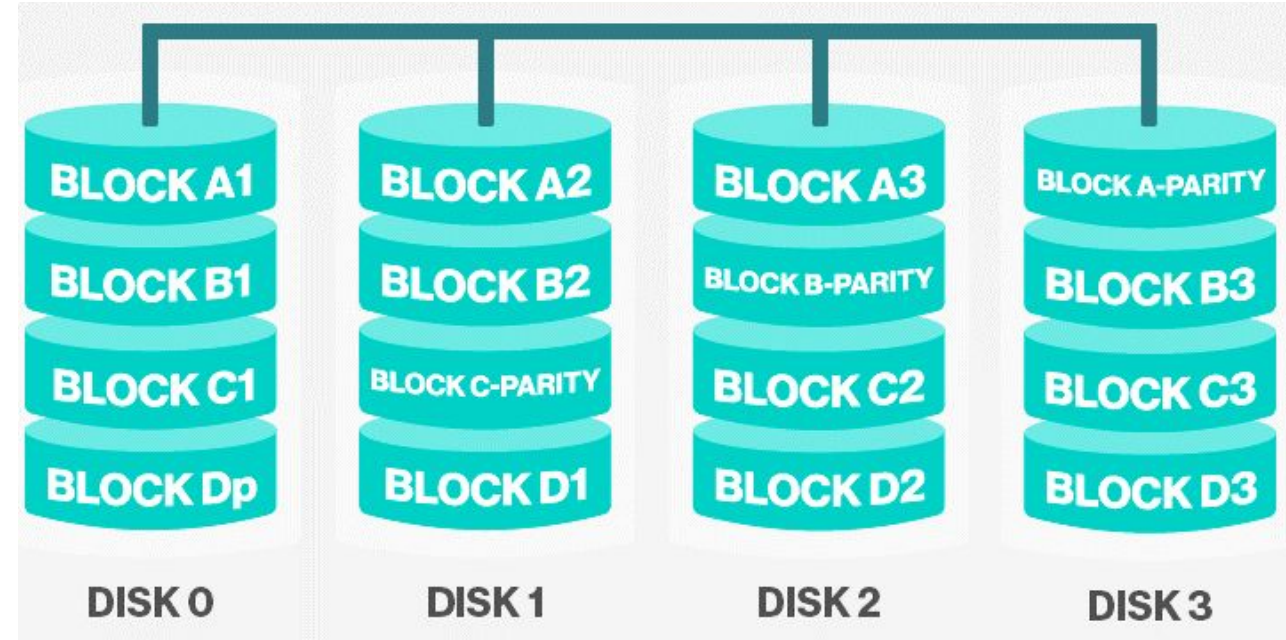 BLOCK A1
BLOCK A2
BLOCK A3
BLOCK A-PARITY
BLOCK B1
BLOCK B2
BLOCK B-PARITY
BLOCK B3
BLOCK C1
BLOCK C-PARITY
BLOCK C2
BLOCK C3
BLOCK Dp
BLOCK D1
BLOCK D2
BLOCK D3
DISK 0
DISK 1
DISK 2
DISK 3